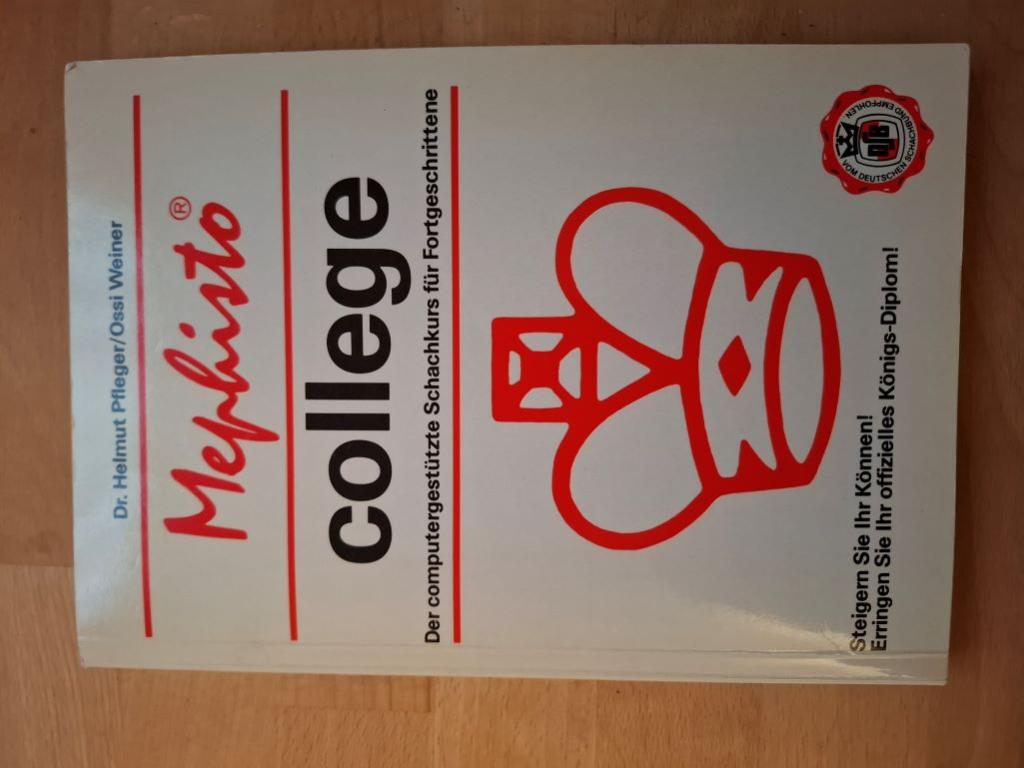 Dr. Helmut Pfleger/Ossi Weiner
Mephisto®
college
Der computergestützte Schachkurs für Fortgeschrittene
Steigern Sie Ihr Können!
Erringen Sie Ihr offizielles Königs-Diplom!
VOM DEUTSCHEN SCHACHBUND EMPFOHLEN
DSB